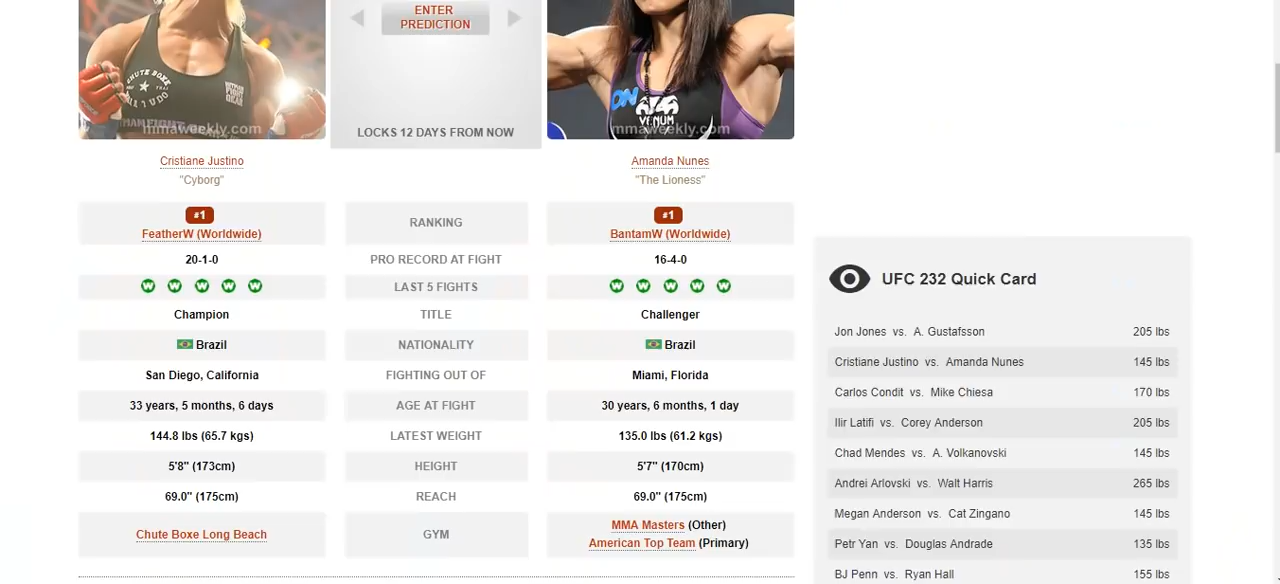 ENTER
PREDICTION
CHUTE BOXE
VENUM
mmaweekly.com
LOCKS 12 DAYS FROM NOW
mmaweekly.com
Cristiane Justino
Amanda Nunes
"Cyborg"
"The Lioness"
#1
FeatherW (Worldwide)
RANKING
#1
BantamW (Worldwide)
20-1-0
PRO RECORD AT FIGHT
16-4-0
W W W W W
LAST 5 FIGHTS
W W W W W
Champion
TITLE
Challenger
Brazil
NATIONALITY
Brazil
San Diego, California
FIGHTING OUT OF
Miami, Florida
33 years, 5 months, 6 days
AGE AT FIGHT
30 years, 6 months, 1 day
144.8 lbs (65.7 kgs)
LATEST WEIGHT
135.0 lbs (61.2 kgs)
5'8" (173cm)
HEIGHT
5'7" (170cm)
69.0" (175cm)
REACH
69.0" (175cm)
Chute Boxe Long Beach
GYM
MMA Masters (Other)
American Top Team (Primary)
UFC 232 Quick Card
Jon Jones vs. A. Gustafsson 205 lbs
Cristiane Justino vs. Amanda Nunes 145 lbs
Carlos Condit vs. Mike Chiesa 170 lbs
Ilir Latifi vs. Corey Anderson 205 lbs
Chad Mendes vs. A. Volkanovski 145 lbs
Andrei Arlovski vs. Walt Harris 265 lbs
Megan Anderson vs. Cat Zingano 145 lbs
Petr Yan vs. Douglas Andrade 135 lbs
BJ Penn vs. Ryan Hall 155 lbs